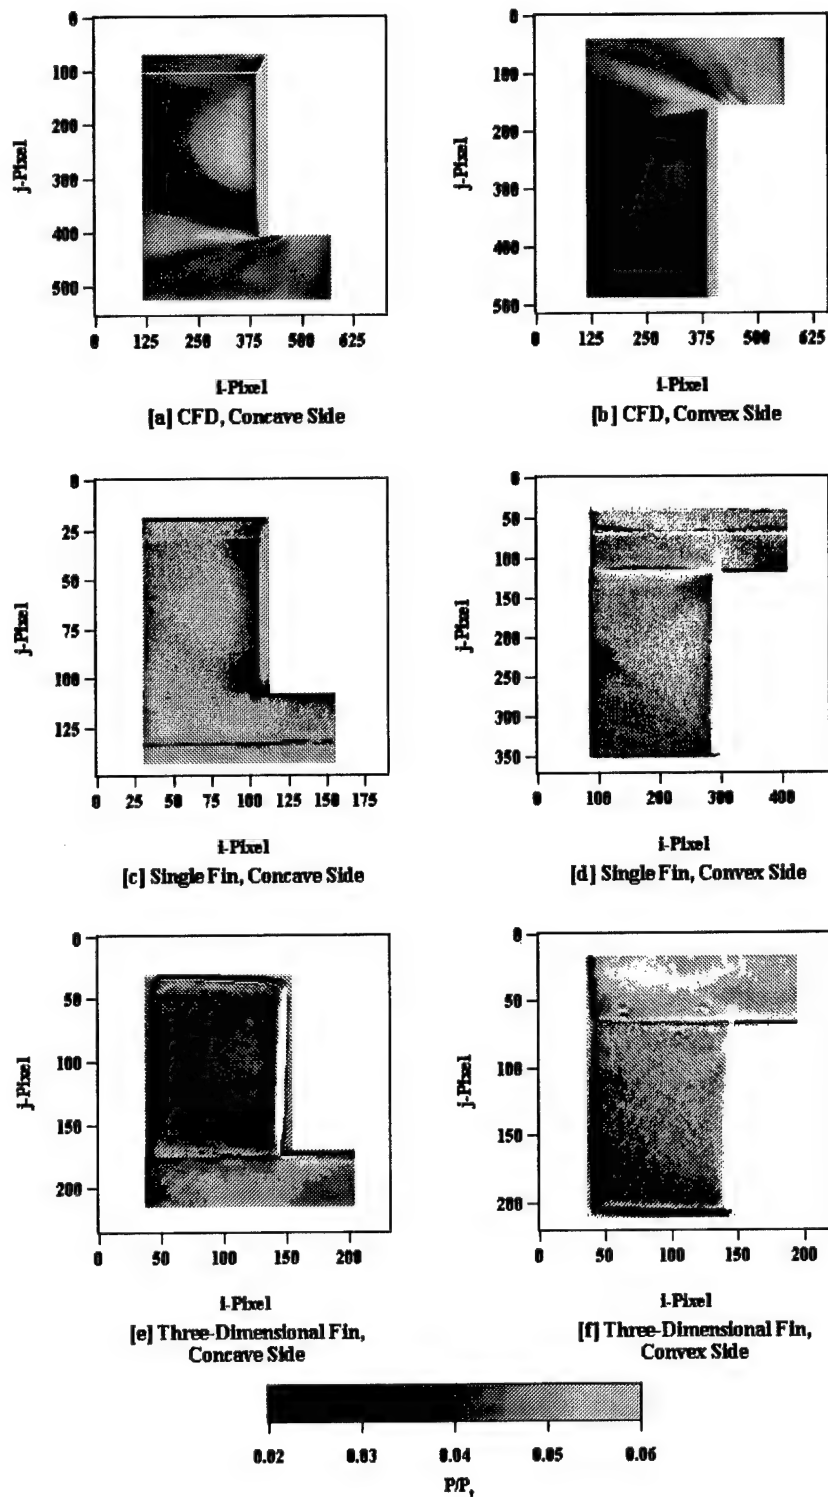 0
100
200
300
400
500
j-Pixel
0 125 250 375 500 625
i-Pixel
[a] CFD, Concave Side
0
100
200
300
400
500
j-Pixel
0 125 250 375 500 625
i-Pixel
[b] CFD, Convex Side
0
25
50
75
100
125
j-Pixel
0 25 50 75 100 125 150 175
i-Pixel
[c] Single Fin, Concave Side
0
50
100
150
200
250
300
350
j-Pixel
0 100 200 300 400
i-Pixel
[d] Single Fin, Convex Side
0
50
100
150
200
j-Pixel
0 50 100 150 200
i-Pixel
[e] Three-Dimensional Fin,
Concave Side
0
50
100
150
200
j-Pixel
0 50 100 150 200
i-Pixel
[f] Three-Dimensional Fin,
Convex Side
0.02 0.03 0.04 0.05 0.06
P/Pt